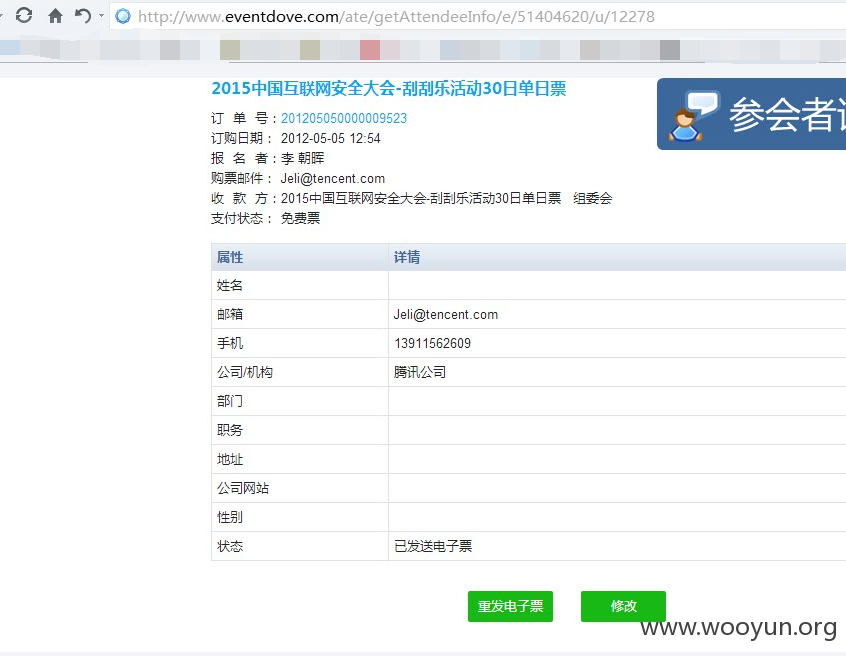 http://www.eventdove.com/ate/getAttendeeInfo/e/51404620/u/12278
2015中国互联网安全大会-刮刮乐活动30日单日票
订 单 号：201205050000009523
订购日期： 2012-05-05 12:54
报 名 者：李 朝晖
购票邮件： Jeli@tencent.com
收 款 方：2015中国互联网安全大会-刮刮乐活动30日单日票 组委会
支付状态： 免费票
参会者
属性 详情
姓名
邮箱 Jeli@tencent.com
手机 13911562609
公司/机构 腾讯公司
部门
职务
地址
公司网站
性别
状态 已发送电子票
重发电子票 修改
www.wooyun.org